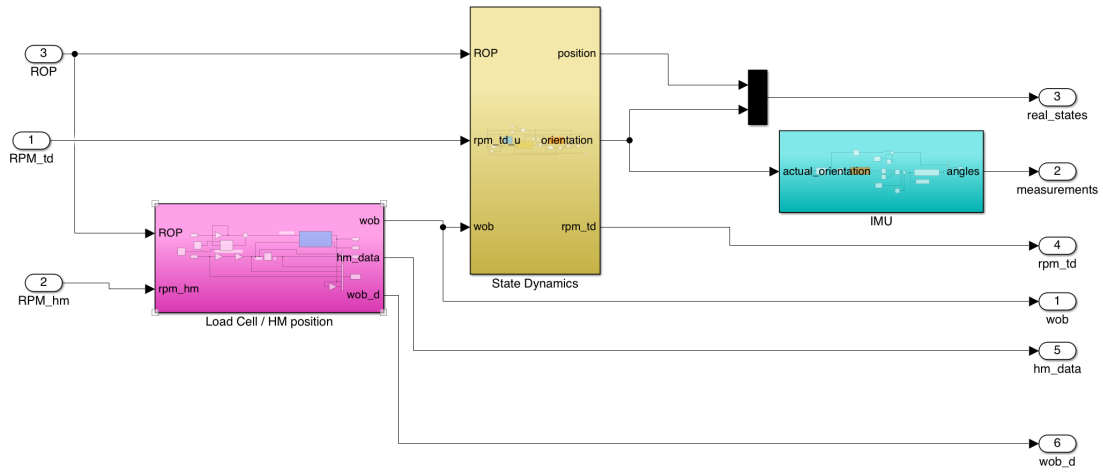 3
ROP
1
RPM_td
2
RPM_hm
ROP
rpm_hm
wob
hm_data
wob_d
Load Cell / HM position
ROP
rpm_td_u
wob
position
orientation
rpm_td
State Dynamics
actual_orientation
angles
IMU
3
real_states
2
measurements
4
rpm_td
1
wob
5
hm_data
6
wob_d